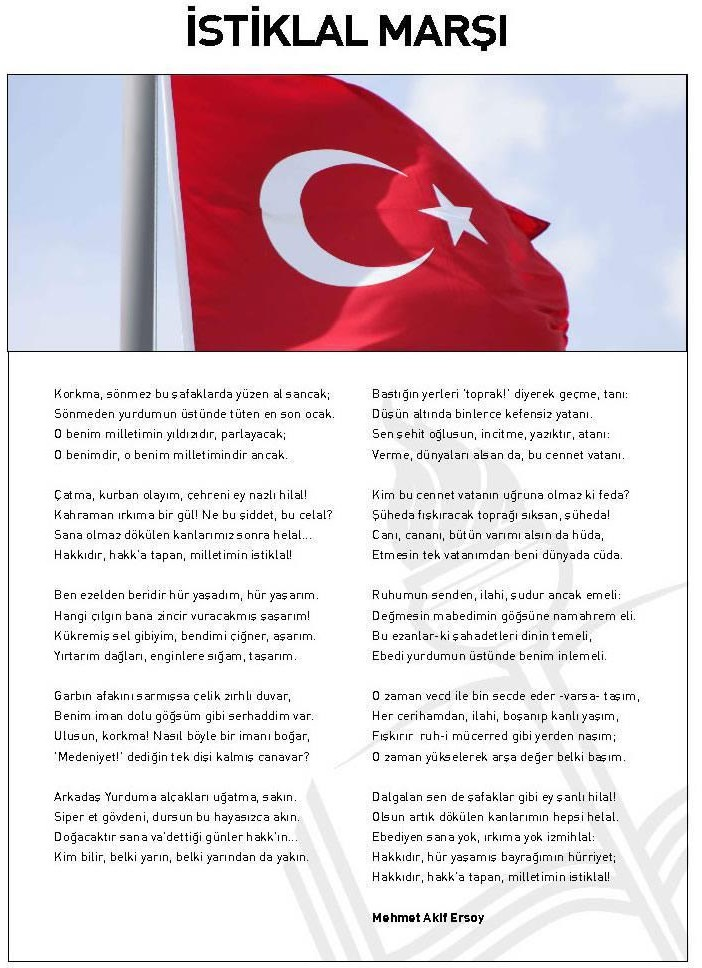 İSTİKLAL MARŞI
Korkma, sönmez bu şafaklarda yüzen al sancak;
Sönmeden yurdumun üstünde tüten en son ocak.
O benim milletimin yıldızıdır, parlayacak;
O benimdir, o benim milletimindir ancak.
Çatma, kurban olayım, çehreni ey nazlı hilal!
Kahraman ırkıma bir gül! Ne bu şiddet, bu celal?
Sana olmaz dökülen kanlarımız sonra helal...
Hakkıdır, hakk'a tapan, milletimin istiklal!
Ben ezelden beridir hür yaşadım, hür yaşarım.
Hangi çılgın bana zincir vuracakmış şaşarım!
Kükremiş sel gibiyim, bendimi çiğner, aşarım.
Yırtarım dağları, enginlere sığam, taşarım.
Garbın afakını sarmışsa çelik zırhlı duvar,
Benim iman dolu göğsüm gibi serhaddim var.
Ulusun, korkma! Nasıl böyle bir imanı boğar,
'Medeniyet!' dediğin tek dişi kalmış canavar?
Arkadaş Yurduma alçakları uğatma, sakın.
Siper et gövdeni, dursun bu hayasızca akın.
Doğacaktır sana va'dettiği günler hakk'ın...
Kim bilir, belki yarın, belki yarından da yakın.
Bastığın yerleri 'toprak!' diyerek geçme, tanı:
Düşün altında binlerce kefensiz yatanı.
Sen şehit oğlusun, incitme, yazıktır, atanı:
Verme, dünyaları alsan da, bu cennet vatanı.
Kim bu cennet vatanın uğruna olmaz ki feda?
Şüheda fışkıracak toprağı sıksan, şüheda!
Canı, cananı, bütün varımı alsın da hüda,
Etmesin tek vatanımdan beni dünyada cüda.
Ruhumun senden, ilahi, şudur ancak emeli:
Değmesin mabedimin göğsüne namahrem eli.
Bu ezanlar-ki şahadetleri dinin temeli,
Ebedi yurdumun üstünde benim inlemeli.
O zaman vecd ile bin secde eder -varsa- taşım,
Her cerihamdan, ilahi, boşanıp kanlı yaşım,
Fışkırır ruh-i mücerred gibi yerden naşım;
O zaman yükselerek arşa değer belki başım.
Dalgalan sen de şafaklar gibi ey şanlı hilal!
Olsun artık dökülen kanlarımın hepsi helal.
Ebediyen sana yok, ırkıma yok izmihlal:
Hakkıdır, hür yaşamış bayrağımın hürriyet;
Hakkıdır, hakk'a tapan, milletimin istiklal!
Mehmet Akif Ersoy